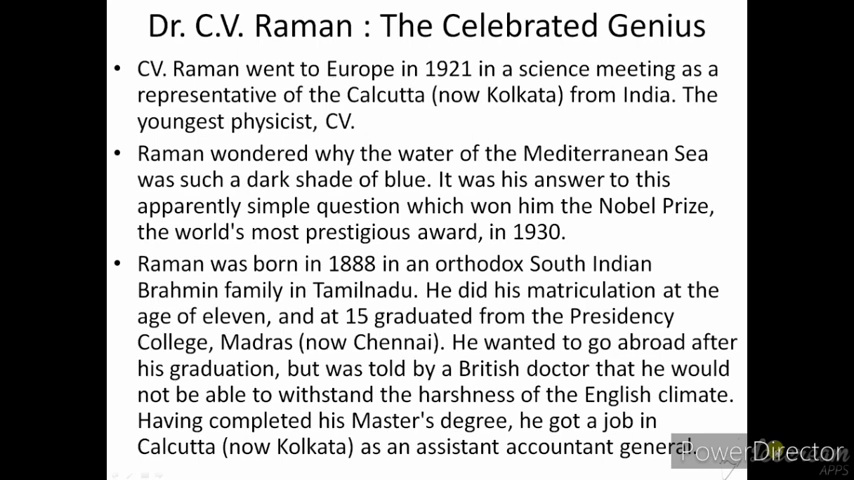 Dr. C.V. Raman : The Celebrated Genius
• CV. Raman went to Europe in 1921 in a science meeting as a
representative of the Calcutta (now Kolkata) from India. The
youngest physicist, CV.
• Raman wondered why the water of the Mediterranean Sea
was such a dark shade of blue. It was his answer to this
apparently simple question which won him the Nobel Prize,
the world's most prestigious award, in 1930.
• Raman was born in 1888 in an orthodox South Indian
Brahmin family in Tamilnadu. He did his matriculation at the
age of eleven, and at 15 graduated from the Presidency
College, Madras (now Chennai). He wanted to go abroad after
his graduation, but was told by a British doctor that he would
not be able to withstand the harshness of the English climate.
Having completed his Master's degree, he got a job in
Calcutta (now Kolkata) as an assistant accountant general.
PowerDirector
APPS